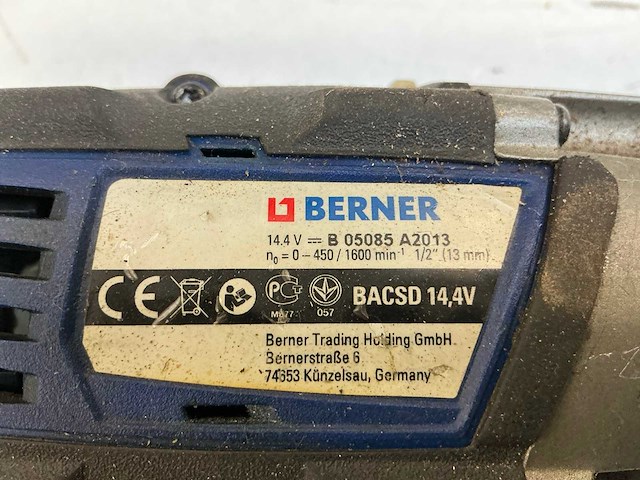 BERNER
14.4 V ⎓ B 05085 A2013
n₀ = 0 – 450 / 1600 min⁻¹ 1/2" (13 mm)
CE PC BACSD 14,4V
057
Berner Trading Holding GmbH
Bernerstraße 6
74653 Künzelsau, Germany